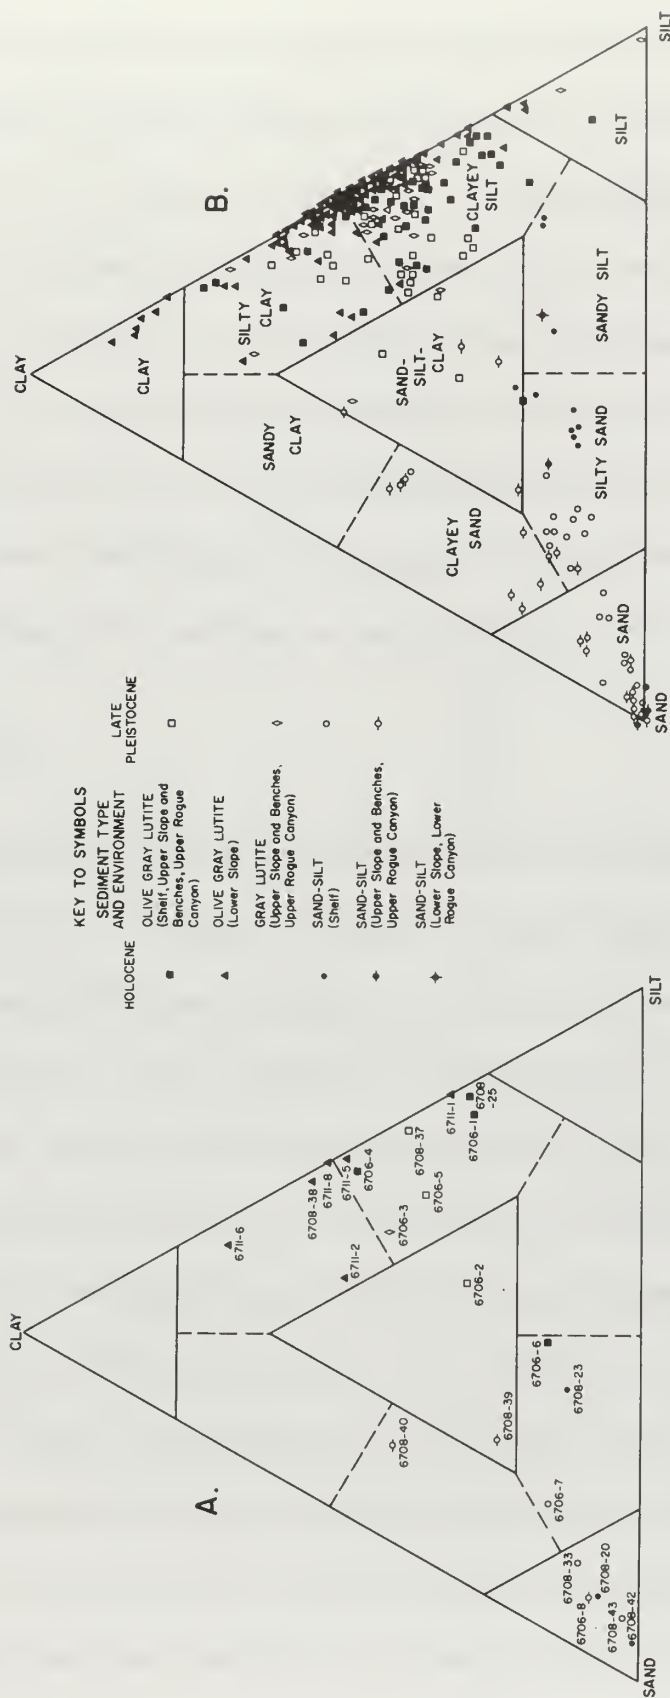 A.
CLAY
6711-6
6708-38
6711-8
6711-5
6706-4
6711-2
6706-3
6708-37
6706-5
6711-1
6708
-25
6706-1
6708-40
6706-2
6708-39
6706-6
6708-23
6706-7
6708-33
6706-8
6708-20
6708-43
6708-42
SAND
SILT
KEY TO SYMBOLS
SEDIMENT TYPE
AND ENVIRONMENT
HOLOCENE
LATE
PLEISTOCENE
OLIVE GRAY LUTITE
(Shelf, Upper Slope and
Benches, Upper Rogue
Canyon)
OLIVE GRAY LUTITE
(Lower Slope)
GRAY LUTITE
(Upper Slope and Benches,
Upper Rogue Canyon)
SAND-SILT
(Shelf)
SAND-SILT
(Upper Slope and Benches,
Upper Rogue Canyon)
SAND-SILT
(Lower Slope, Lower
Rogue Canyon)
B.
CLAY
CLAY
SANDY
CLAY
SILTY
CLAY
CLAYEY
SAND
SAND-
SILT-
CLAY
CLAYEY
SILT
SAND
SILTY SAND
SANDY SILT
SILT
SAND
SILT